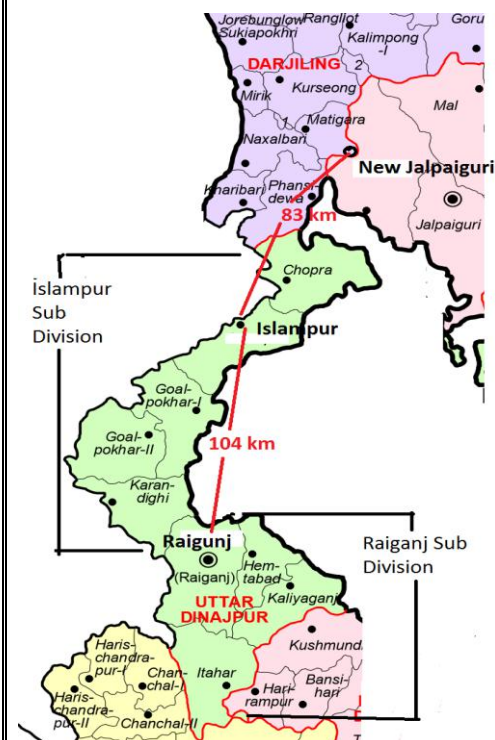 Jorebunglow
Sukiapokhri
Rangliot
Kalimpong
-I
Goru
DARJILING
2
Mirik
Kurseong
Mal
1
Matigara
Naxalbari
New Jalpaiguri
Kharibari
Phansi-
dewa
83 km
Jalpaiguri
Chopra
İslampur
Sub
Division
Islampur
Goal-
pokhar-I
Goal-
pokhar-II
104 km
Karan-
dighi
Raigunj
(Raiganj)
Raiganj Sub
Division
Hem-
tabad
Kaliyaganj
UTTAR
DINAJPUR
Kushmund
Haris-
chandra-
pur-I
Chan-
chal-I
Itahar
Hari-
rampur
Bansi-
hari
Haris-
chandra-
pur-II
Chanchal-II